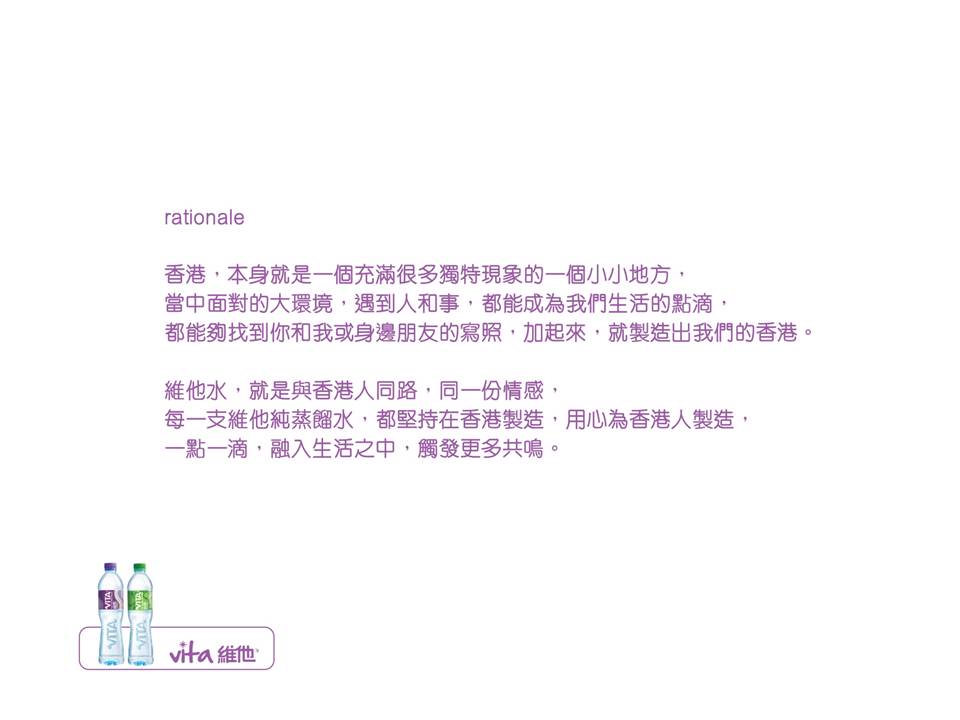 rationale
香港，本身就是一個充滿很多獨特現象的一個小小地方，
當中面對的大環境，遇到人和事，都能成為我們生活的點滴，
都能夠找到你和我或身邊朋友的寫照，加起來，就製造出我們的香港。
維他水，就是與香港人同路，同一份情感，
每一支維他純蒸餾水，都堅持在香港製造，用心為香港人製造，
一點一滴，融入生活之中，觸發更多共鳴。
VITA VITA
VITA VITA
vita 維他